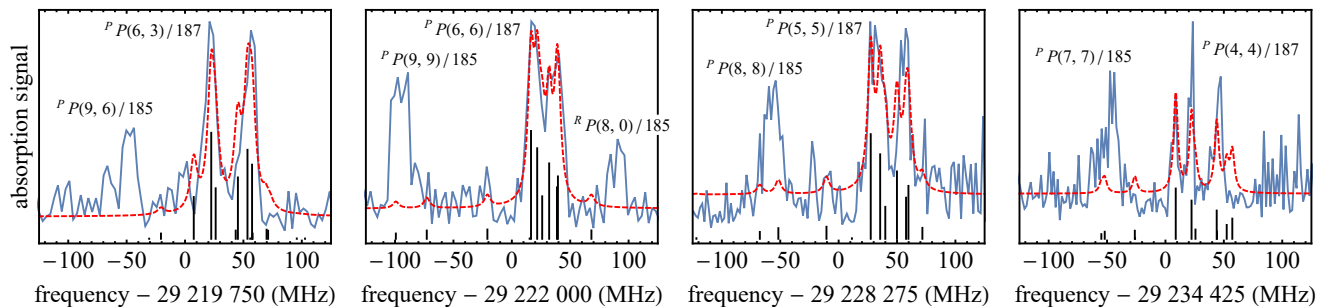 absorption signal
P P(6, 3)/187
P P(9, 6)/185
−100 −50 0 50 100
frequency − 29 219 750 (MHz)
P P(6, 6)/187
P P(9, 9)/185
R P(8, 0)/185
−100 −50 0 50 100
frequency − 29 222 000 (MHz)
P P(5, 5)/187
P P(8, 8)/185
−100 −50 0 50 100
frequency − 29 228 275 (MHz)
P P(7, 7)/185
P P(4, 4)/187
−100 −50 0 50 100
frequency − 29 234 425 (MHz)